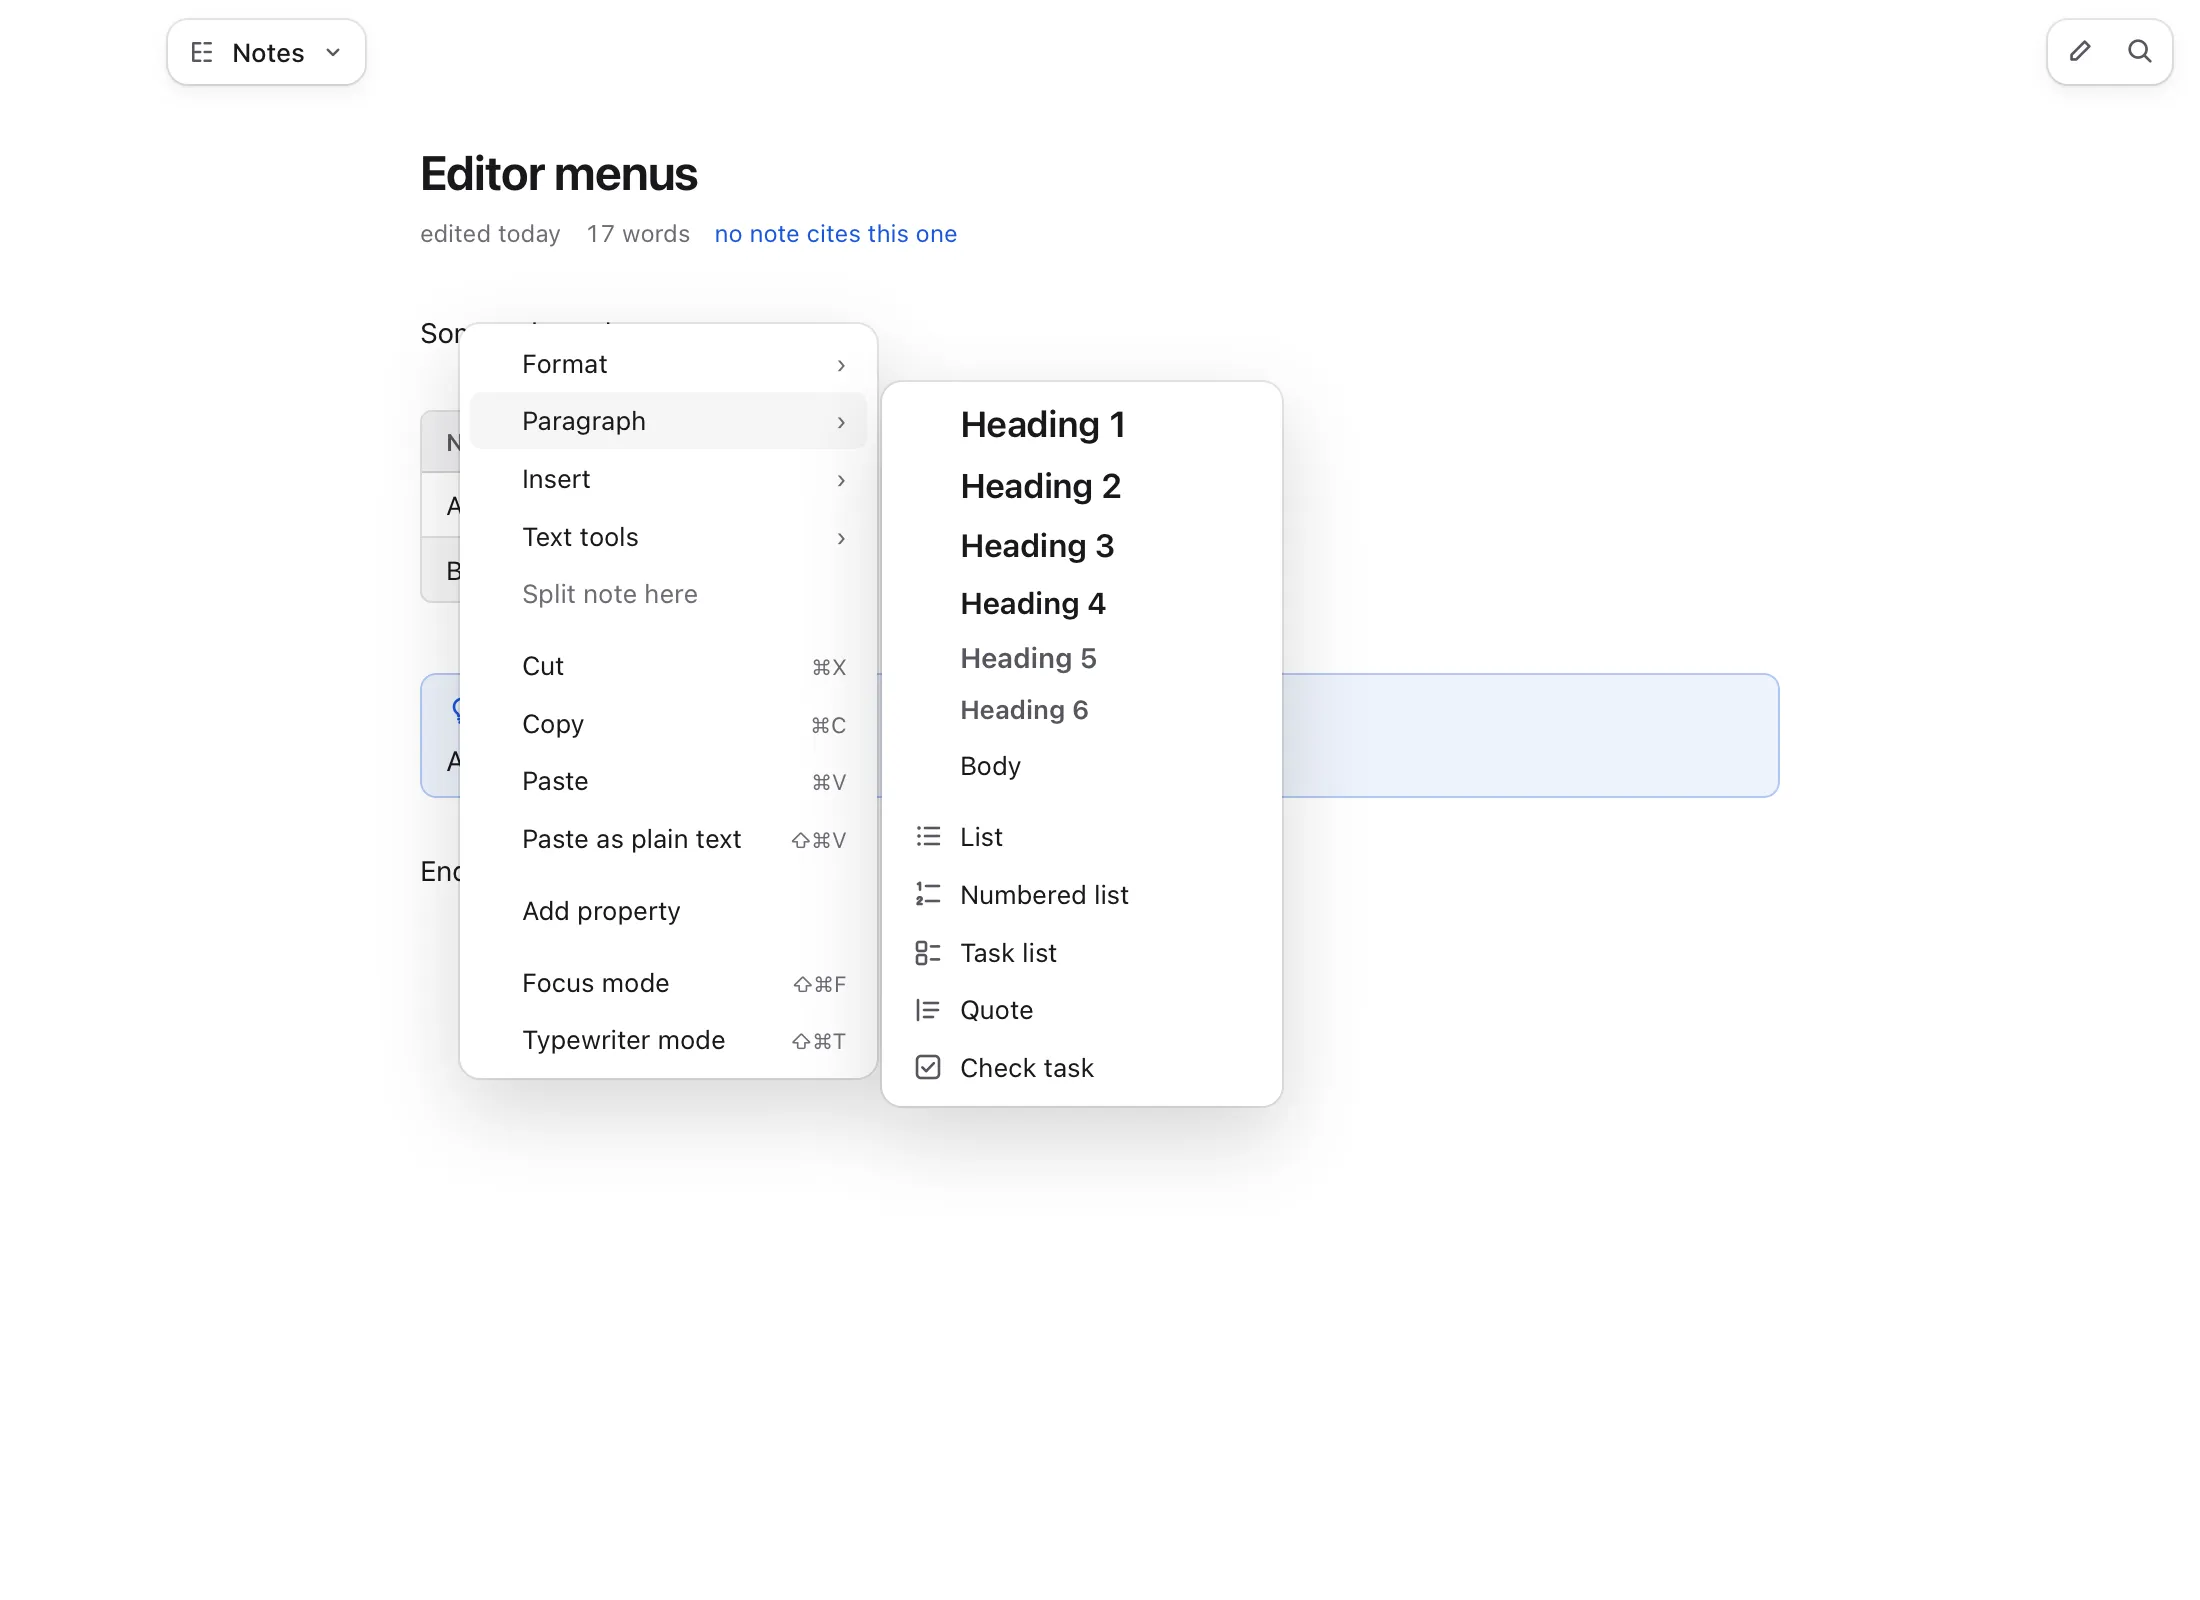 Notes
Editor menus
edited today 17 words no note cites this one
Format
Paragraph
Insert
Text tools
Split note here
Cut ⌘X
Copy ⌘C
Paste ⌘V
Paste as plain text ⇧⌘V
Add property
Focus mode ⇧⌘F
Typewriter mode ⇧⌘T
Heading 1
Heading 2
Heading 3
Heading 4
Heading 5
Heading 6
Body
List
Numbered list
Task list
Quote
Check task